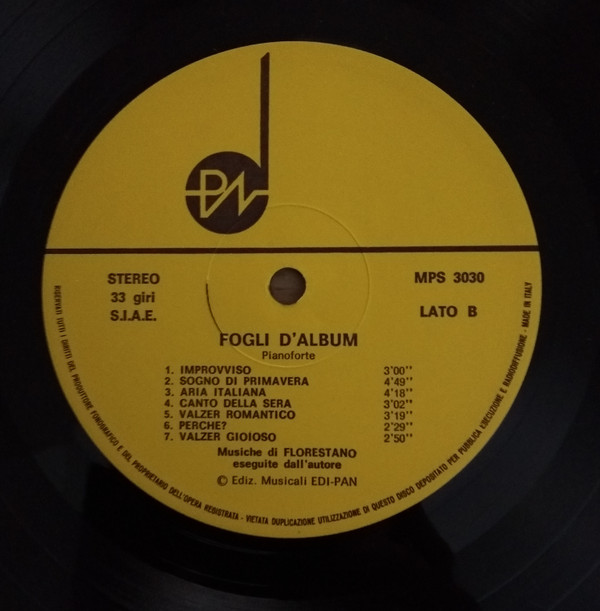 PN
STEREO
33 giri
S.I.A.E.
MPS 3030
LATO B
FOGLI D'ALBUM
Pianoforte
1. IMPROVVISO 3'00''
2. SOGNO DI PRIMAVERA 4'49''
3. ARIA ITALIANA 4'18''
4. CANTO DELLA SERA 3'02''
5. VALZER ROMANTICO 3'19''
6. PERCHE? 2'29''
7. VALZER GIOIOSO 2'50''
Musiche di FLORESTANO
eseguite dall'autore
© Ediz. Musicali EDI-PAN
RISERVATI TUTTI I DIRITTI DEL PRODUTTORE FONOGRAFICO E DEL PROPRIETARIO DELL'OPERA REGISTRATA - VIETATA DUPLICAZIONE UTILIZZAZIONE DI QUESTO DISCO DEPOSITATO PER PUBBLICA ESECUZIONE E RADIODIFFUSIONE - MADE IN ITALY